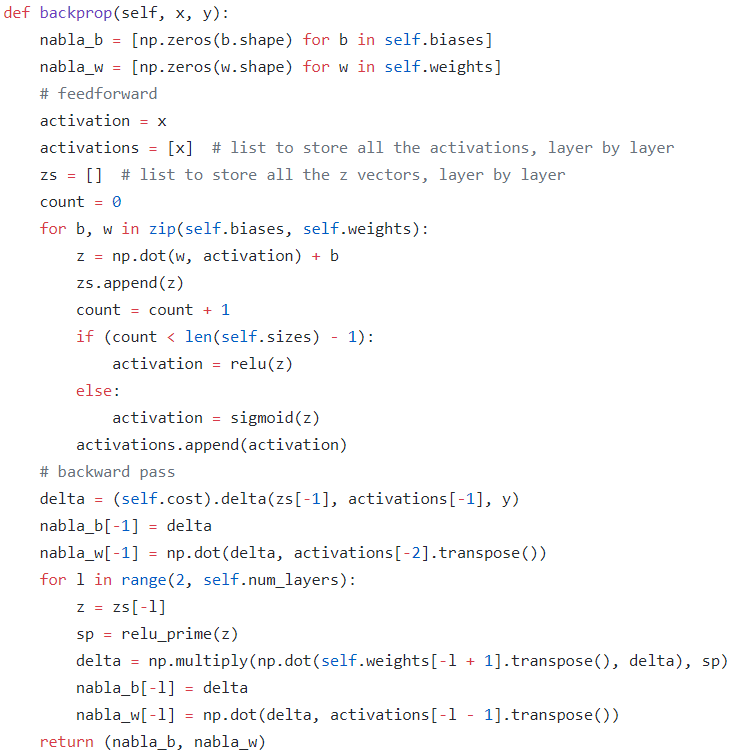 def backprop(self, x, y):
    nabla_b = [np.zeros(b.shape) for b in self.biases]
    nabla_w = [np.zeros(w.shape) for w in self.weights]
    # feedforward
    activation = x
    activations = [x]  # list to store all the activations, layer by layer
    zs = []  # list to store all the z vectors, layer by layer
    count = 0
    for b, w in zip(self.biases, self.weights):
        z = np.dot(w, activation) + b
        zs.append(z)
        count = count + 1
        if (count < len(self.sizes) - 1):
            activation = relu(z)
        else:
            activation = sigmoid(z)
        activations.append(activation)
    # backward pass
    delta = (self.cost).delta(zs[-1], activations[-1], y)
    nabla_b[-1] = delta
    nabla_w[-1] = np.dot(delta, activations[-2].transpose())
    for l in range(2, self.num_layers):
        z = zs[-l]
        sp = relu_prime(z)
        delta = np.multiply(np.dot(self.weights[-l + 1].transpose(), delta), sp)
        nabla_b[-l] = delta
        nabla_w[-l] = np.dot(delta, activations[-l - 1].transpose())
    return (nabla_b, nabla_w)